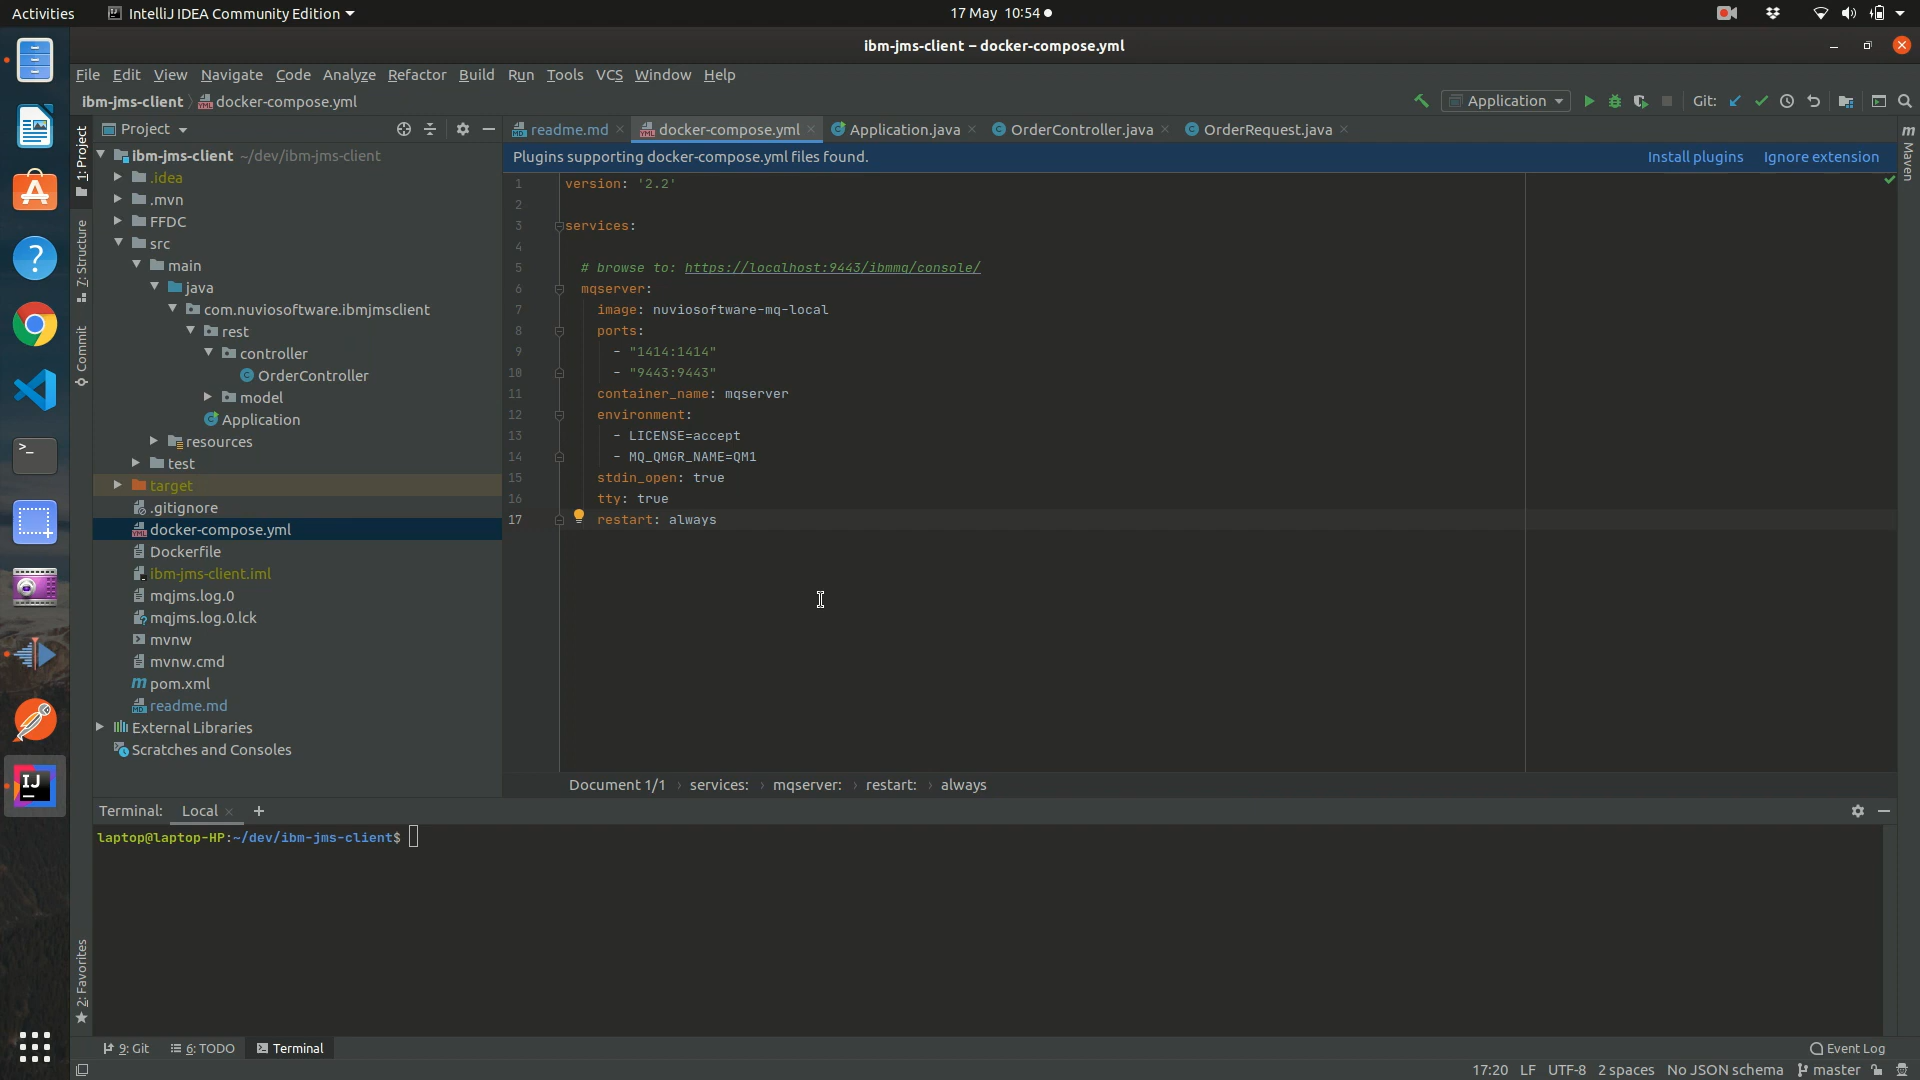 Activities
IntelliJ IDEA Community Edition
17 May 10:54
ibm-jms-client – docker-compose.yml
File Edit View Navigate Code Analyze Refactor Build Run Tools VCS Window Help
ibm-jms-client docker-compose.yml
Application
Git:
1: Project
Project
readme.md
docker-compose.yml
Application.java
OrderController.java
OrderRequest.java
Maven
Plugins supporting docker-compose.yml files found.
Install plugins
Ignore extension
ibm-jms-client ~/dev/ibm-jms-client
.idea
.mvn
FFDC
src
main
java
com.nuviosoftware.ibmjmsclient
rest
controller
OrderController
model
Application
resources
test
target
.gitignore
docker-compose.yml
Dockerfile
ibm-jms-client.iml
mqjms.log.0
mqjms.log.0.lck
mvnw
mvnw.cmd
pom.xml
readme.md
External Libraries
Scratches and Consoles
Z: Structure
Commit
2: Favorites
1 version: '2.2'
2
3 services:
4
5 # browse to: https://localhost:9443/ibmmq/console/
6 mqserver:
7 image: nuviosoftware-mq-local
8 ports:
9 - "1414:1414"
10 - "9443:9443"
11 container_name: mqserver
12 environment:
13 - LICENSE=accept
14 - MQ_QMGR_NAME=QM1
15 stdin_open: true
16 tty: true
17 restart: always
Document 1/1 › services: › mqserver: › restart: › always
Terminal: Local +
laptop@laptop-HP:~/dev/ibm-jms-client$
9: Git
6: TODO
Terminal
Event Log
17:20 LF UTF-8 2 spaces No JSON schema master